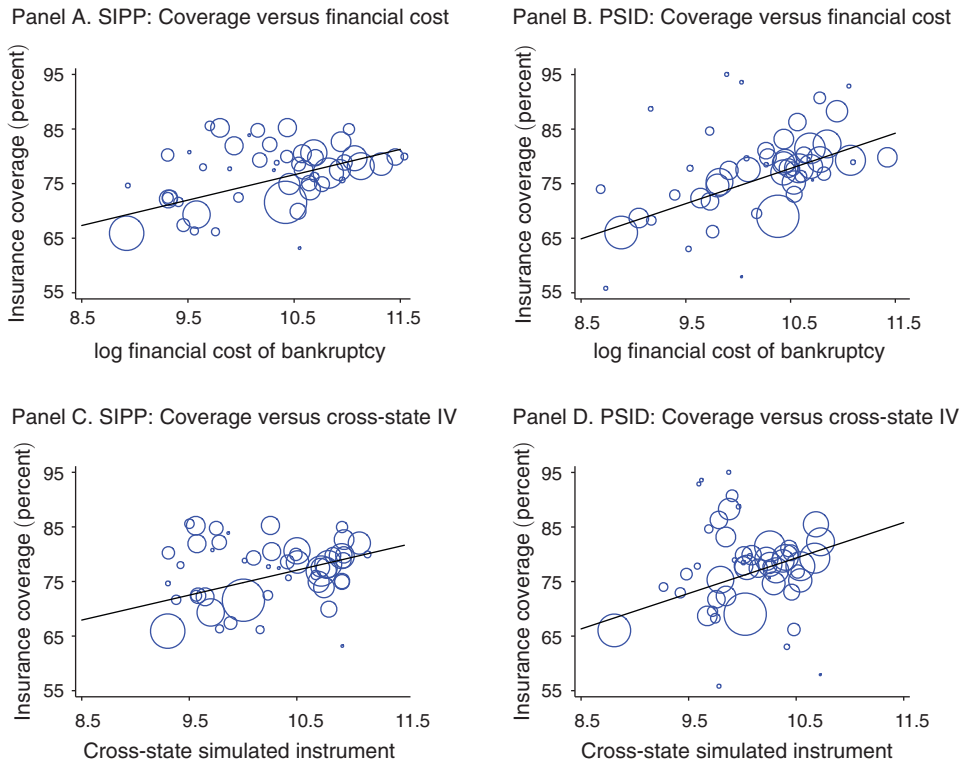 Panel A. SIPP: Coverage versus financial cost
Insurance coverage (percent)
95
85
75
65
55
8.5 9.5 10.5 11.5
log financial cost of bankruptcy
Panel B. PSID: Coverage versus financial cost
Insurance coverage (percent)
95
85
75
65
55
8.5 9.5 10.5 11.5
log financial cost of bankruptcy
Panel C. SIPP: Coverage versus cross-state IV
Insurance coverage (percent)
95
85
75
65
55
8.5 9.5 10.5 11.5
Cross-state simulated instrument
Panel D. PSID: Coverage versus cross-state IV
Insurance coverage (percent)
95
85
75
65
55
8.5 9.5 10.5 11.5
Cross-state simulated instrument